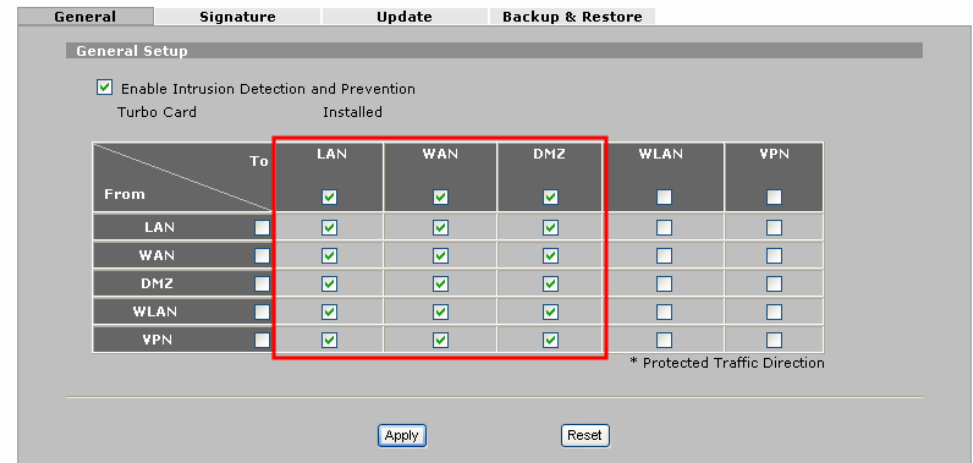 General Signature Update Backup & Restore
General Setup
Enable Intrusion Detection and Prevention
Turbo Card Installed
To LAN WAN DMZ WLAN VPN
From
LAN
WAN
DMZ
WLAN
VPN
* Protected Traffic Direction
Apply Reset